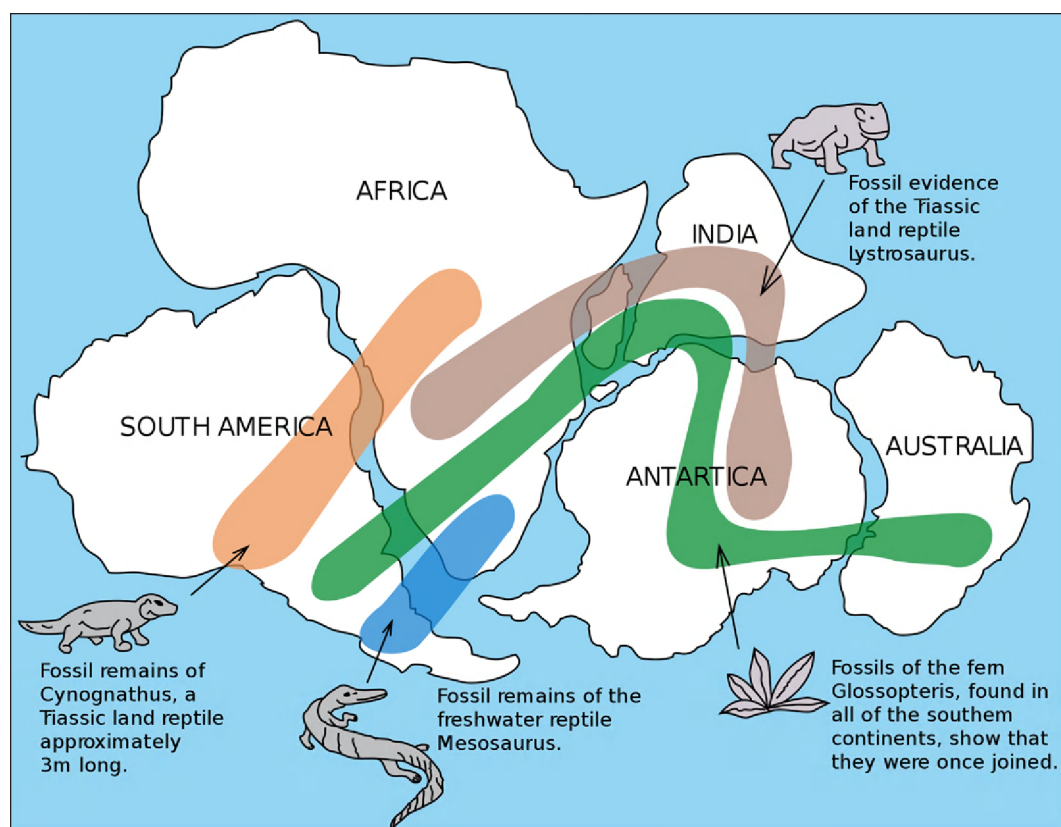 AFRICA
INDIA
Fossil evidence
of the Tiassic
land reptile
Lystrosaurus.
SOUTH AMERICA
ANTARTICA
AUSTRALIA
Fossil remains of
Cynognathus, a
Tiassic land reptile
approximately
3m long.
Fossil remains of the
freshwater reptile
Mesosaurus.
Fossils of the fern
Glossopteris, found in
all of the southem
continents, show that
they were once joined.